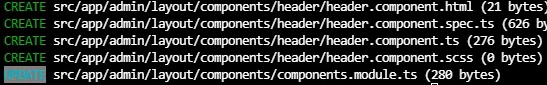 CREATE src/app/admin/layout/components/header/header.component.html (21 bytes)
CREATE src/app/admin/layout/components/header/header.component.spec.ts (626 by
CREATE src/app/admin/layout/components/header/header.component.ts (276 bytes)
CREATE src/app/admin/layout/components/header/header.component.scss (0 bytes)
UPDATE src/app/admin/layout/components/components.module.ts (280 bytes)